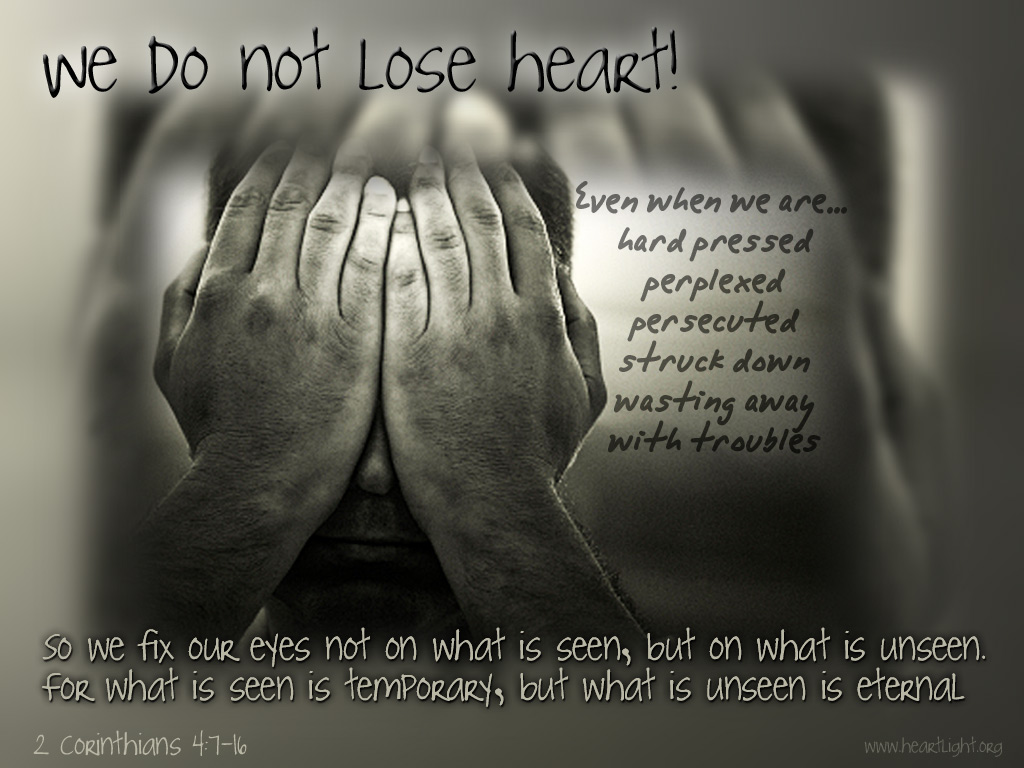 We Do not Lose heart!
Even when we are...
hard pressed
perplexed
persecuted
struck down
wasting away
with troubles
So we fix our eyes not on what is seen, but on what is unseen.
For what is seen is temporary, but what is unseen is eternal
2 Corinthians 4:7-16
www.heartlight.org